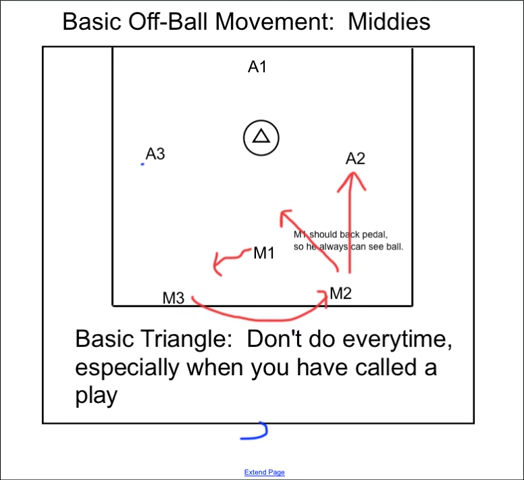 Basic Off-Ball Movement:  Middies
A1
A3
A2
M1 should back pedal,
so he always can see ball.
M1
M3
M2
Basic Triangle:  Don't do everytime,
especially when you have called a
play
Extend Page